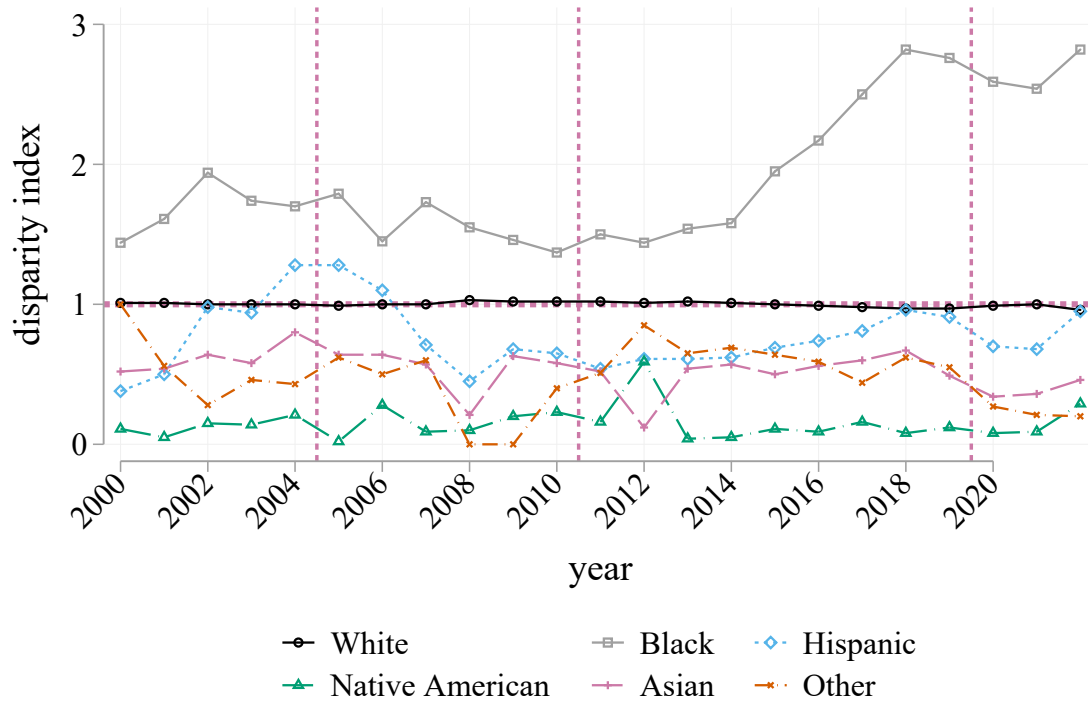 3
2
1
0
disparity index
2000 2002 2004 2006 2008 2010 2012 2014 2016 2018 2020
year
White Black Hispanic
Native American Asian Other